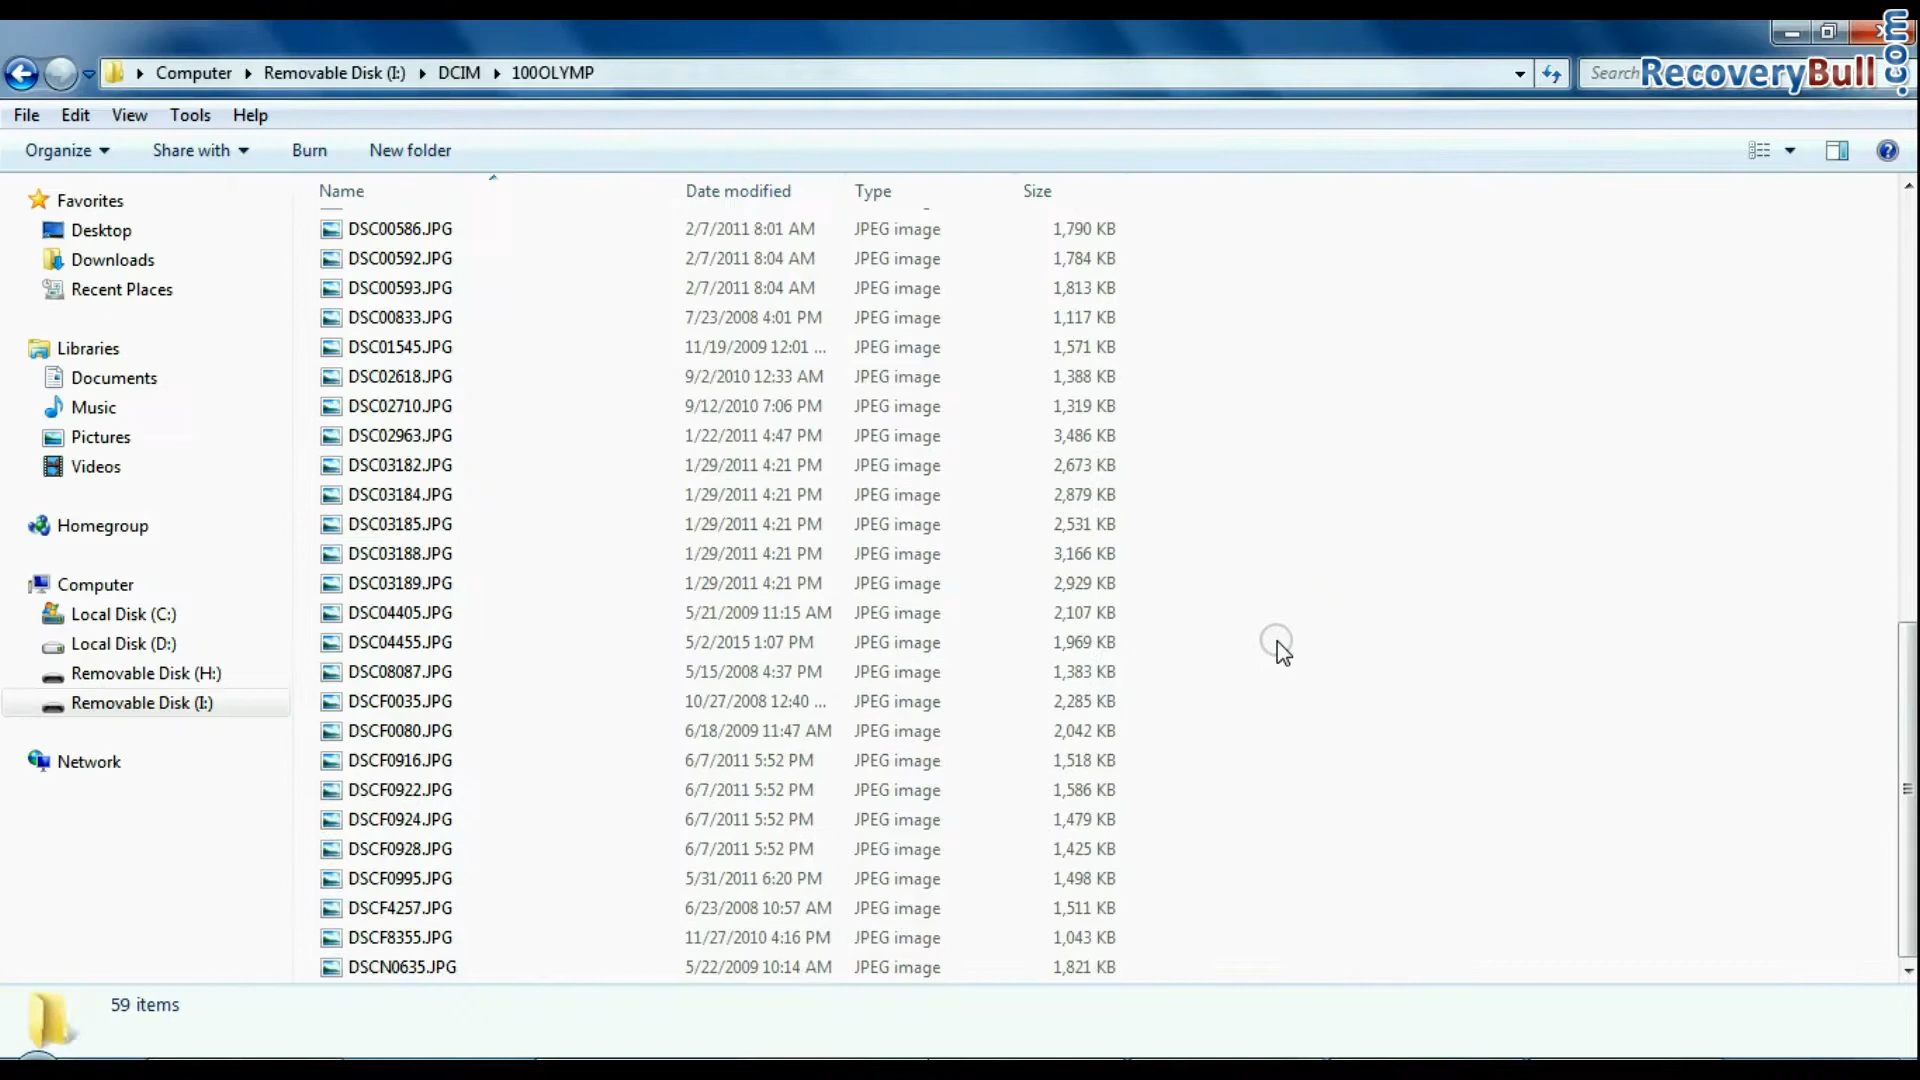 Computer Removable Disk (I:) DCIM 100OLYMP Search
RecoveryBull.com
File Edit View Tools Help
Organize Share with Burn New folder
Favorites
Desktop
Downloads
Recent Places
Libraries
Documents
Music
Pictures
Videos
Homegroup
Computer
Local Disk (C:)
Local Disk (D:)
Removable Disk (H:)
Removable Disk (I:)
Network
Name Date modified Type Size
DSC00586.JPG 2/7/2011 8:01 AM JPEG image 1,790 KB
DSC00592.JPG 2/7/2011 8:04 AM JPEG image 1,784 KB
DSC00593.JPG 2/7/2011 8:04 AM JPEG image 1,813 KB
DSC00833.JPG 7/23/2008 4:01 PM JPEG image 1,117 KB
DSC01545.JPG 11/19/2009 12:01 ... JPEG image 1,571 KB
DSC02618.JPG 9/2/2010 12:33 AM JPEG image 1,388 KB
DSC02710.JPG 9/12/2010 7:06 PM JPEG image 1,319 KB
DSC02963.JPG 1/22/2011 4:47 PM JPEG image 3,486 KB
DSC03182.JPG 1/29/2011 4:21 PM JPEG image 2,673 KB
DSC03184.JPG 1/29/2011 4:21 PM JPEG image 2,879 KB
DSC03185.JPG 1/29/2011 4:21 PM JPEG image 2,531 KB
DSC03188.JPG 1/29/2011 4:21 PM JPEG image 3,166 KB
DSC03189.JPG 1/29/2011 4:21 PM JPEG image 2,929 KB
DSC04405.JPG 5/21/2009 11:15 AM JPEG image 2,107 KB
DSC04455.JPG 5/2/2015 1:07 PM JPEG image 1,969 KB
DSC08087.JPG 5/15/2008 4:37 PM JPEG image 1,383 KB
DSCF0035.JPG 10/27/2008 12:40 ... JPEG image 2,285 KB
DSCF0080.JPG 6/18/2009 11:47 AM JPEG image 2,042 KB
DSCF0916.JPG 6/7/2011 5:52 PM JPEG image 1,518 KB
DSCF0922.JPG 6/7/2011 5:52 PM JPEG image 1,586 KB
DSCF0924.JPG 6/7/2011 5:52 PM JPEG image 1,479 KB
DSCF0928.JPG 6/7/2011 5:52 PM JPEG image 1,425 KB
DSCF0995.JPG 5/31/2011 6:20 PM JPEG image 1,498 KB
DSCF4257.JPG 6/23/2008 10:57 AM JPEG image 1,511 KB
DSCF8355.JPG 11/27/2010 4:16 PM JPEG image 1,043 KB
DSCN0635.JPG 5/22/2009 10:14 AM JPEG image 1,821 KB
59 items